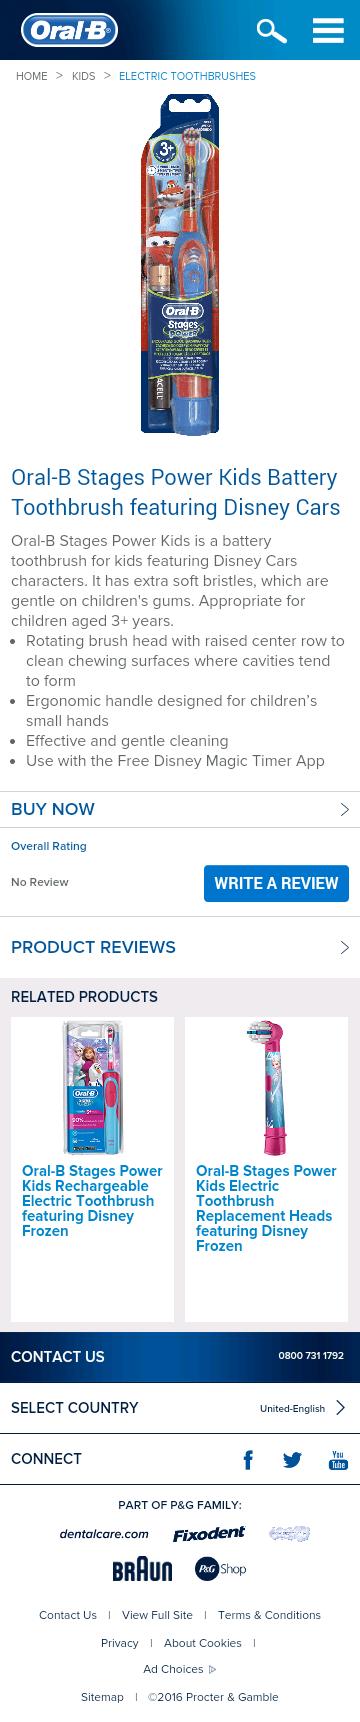 Oral-B
HOME > KIDS > ELECTRIC TOOTHBRUSHES
3+
Oral-B
Stages
POWER
Oral-B Stages Power Kids Battery
Toothbrush featuring Disney Cars
Oral-B Stages Power Kids is a battery
toothbrush for kids featuring Disney Cars
characters. It has extra soft bristles, which are
gentle on children's gums. Appropriate for
children aged 3+ years.
• Rotating brush head with raised center row to
clean chewing surfaces where cavities tend
to form
• Ergonomic handle designed for children’s
small hands
• Effective and gentle cleaning
• Use with the Free Disney Magic Timer App
BUY NOW
Overall Rating
No Review
WRITE A REVIEW
PRODUCT REVIEWS
RELATED PRODUCTS
Oral-B
Oral-B Stages Power
Kids Rechargeable
Electric Toothbrush
featuring Disney
Frozen
Oral-B Stages Power
Kids Electric
Toothbrush
Replacement Heads
featuring Disney
Frozen
CONTACT US
0800 731 1792
SELECT COUNTRY
United-English
CONNECT
f
You
Tube
PART OF P&G FAMILY:
dentalcare.com
Fixodent
BRAUN
P&G Shop
Contact Us | View Full Site | Terms & Conditions
Privacy | About Cookies |
Ad Choices
Sitemap | ©2016 Procter & Gamble